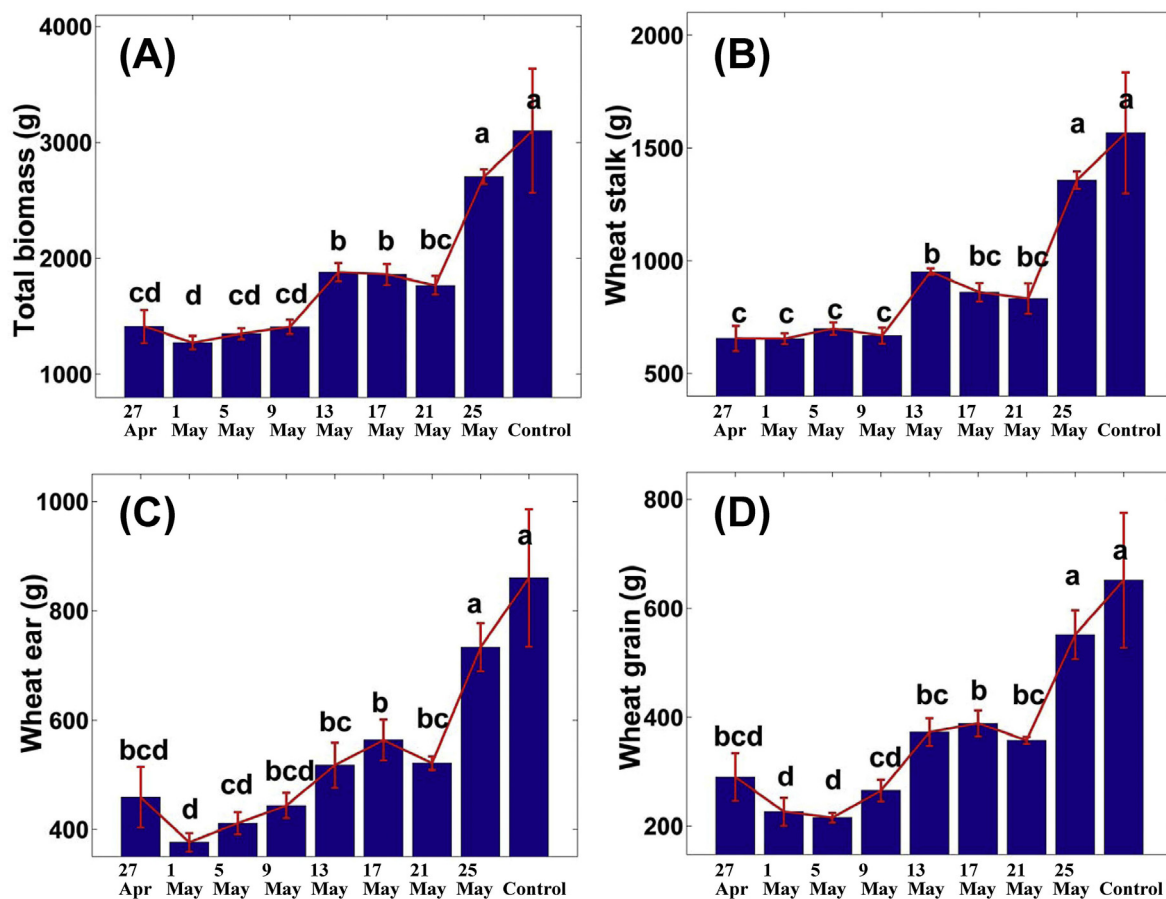 (A)
Total biomass (g)
4000
3000
2000
1000
cd d cd cd b b bc a a
27 1 5 9 13 17 21 25
Apr May May May May May May May Control
(B)
Wheat stalk (g)
2000
1500
1000
500
c c c c b bc bc a a
27 1 5 9 13 17 21 25
Apr May May May May May May May Control
(C)
Wheat ear (g)
1000
800
600
400
bcd d cd bcd bc b bc a a
27 1 5 9 13 17 21 25
Apr May May May May May May May Control
(D)
Wheat grain (g)
800
600
400
200
bcd d d cd bc b bc a a
27 1 5 9 13 17 21 25
Apr May May May May May May May Control